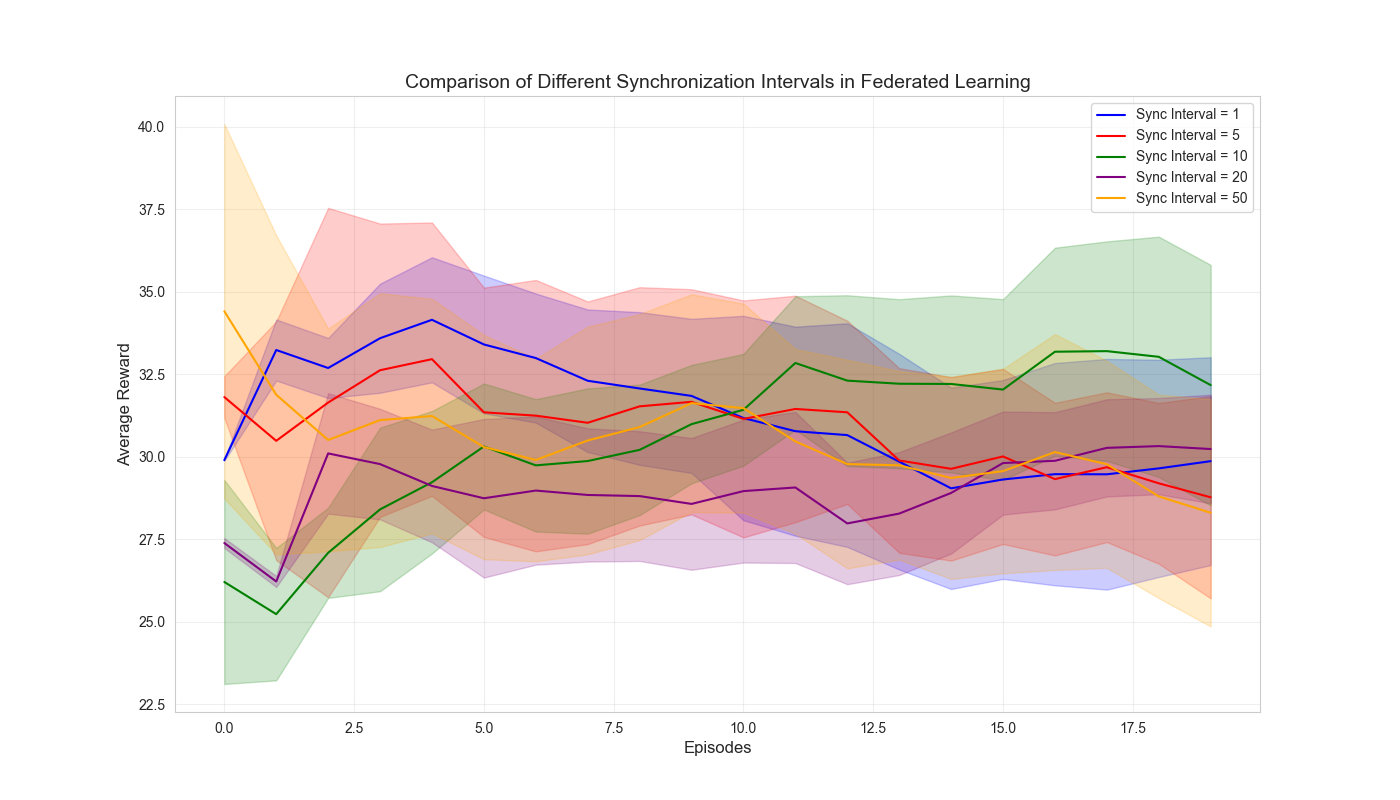 Comparison of Different Synchronization Intervals in Federated Learning
Sync Interval = 1
Sync Interval = 5
Sync Interval = 10
Sync Interval = 20
Sync Interval = 50
Average Reward
40.0
37.5
35.0
32.5
30.0
27.5
25.0
22.5
0.0 2.5 5.0 7.5 10.0 12.5 15.0 17.5
Episodes